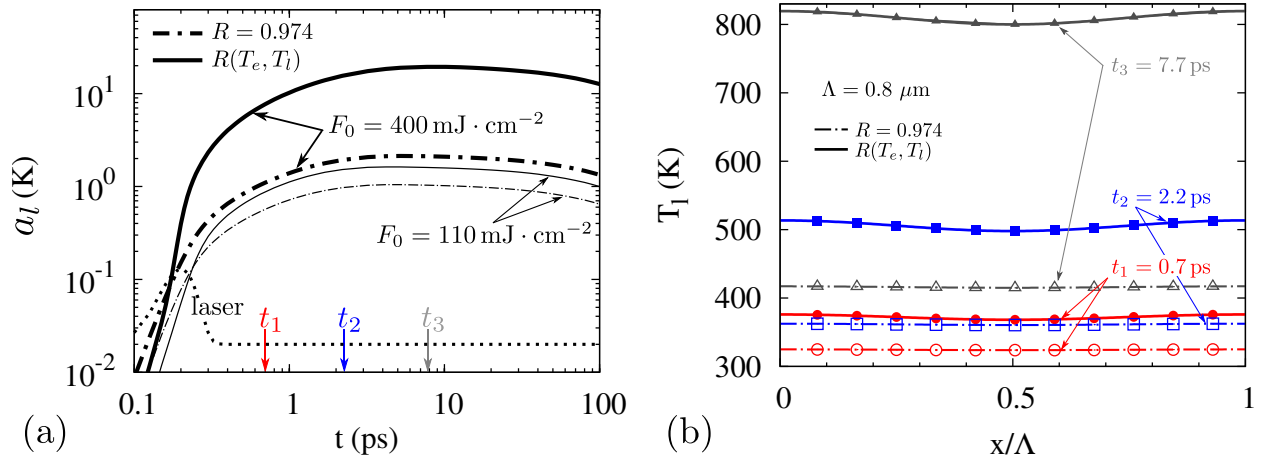 R = 0.974
R(Te, Tl)
F0 = 400 mJ · cm−2
F0 = 110 mJ · cm−2
laser
t1
t2
t3
al (K)
10^1
10^0
10^-1
10^-2
0.1
1
10
100
t (ps)
(a)
t3 = 7.7 ps
Λ = 0.8 μm
R = 0.974
R(Te, Tl)
t2 = 2.2 ps
t1 = 0.7 ps
Tl (K)
800
700
600
500
400
300
0
0.5
1
x/Λ
(b)